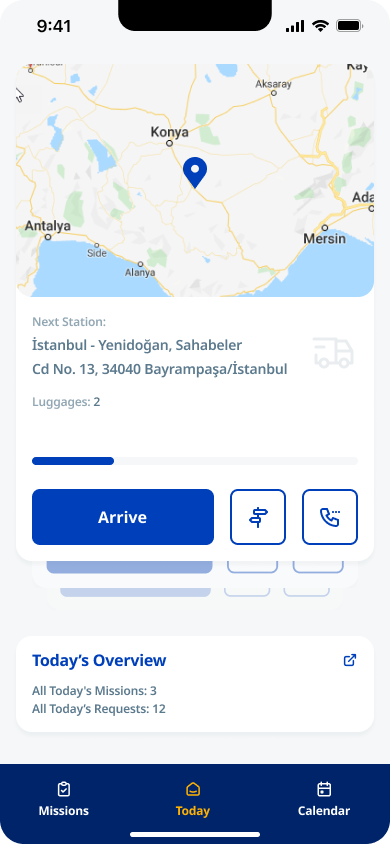 9:41
Kay
Aksaray
Konya
Ada
Antalya
Mersin
Side
Alanya
Next Station:
İstanbul - Yenidoğan, Sahabeler
Cd No. 13, 34040 Bayrampaşa/İstanbul
Luggages: 2
Arrive
Today's Overview
All Today's Missions: 3
All Today's Requests: 12
Missions
Today
Calendar